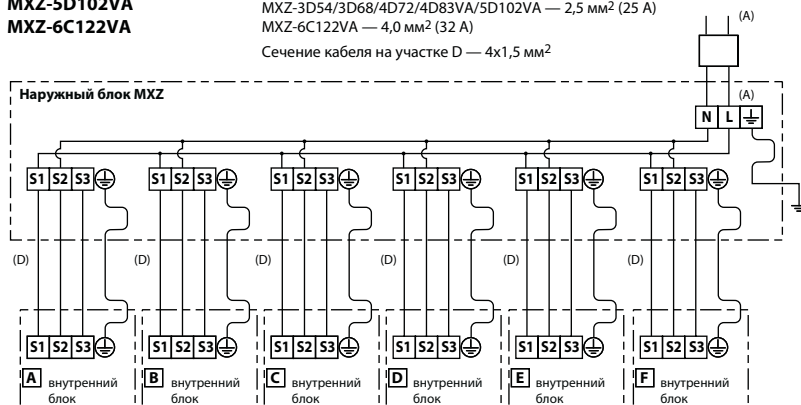 MXZ-5D102VA
MXZ-6C122VA
MXZ-3D54/3D68/4D72/4D83VA/5D102VA — 2,5 мм² (25 А)
MXZ-6C122VA — 4,0 мм² (32 А)
Сечение кабеля на участке D — 4x1,5 мм²
(A)
Наружный блок MXZ
(A)
N L
S1 S2 S3 S1 S2 S3 S1 S2 S3 S1 S2 S3 S1 S2 S3 S1 S2 S3
(D) (D) (D) (D) (D) (D)
S1 S2 S3 S1 S2 S3 S1 S2 S3 S1 S2 S3 S1 S2 S3 S1 S2 S3
A внутренний блок
B внутренний блок
C внутренний блок
D внутренний блок
E внутренний блок
F внутренний блок